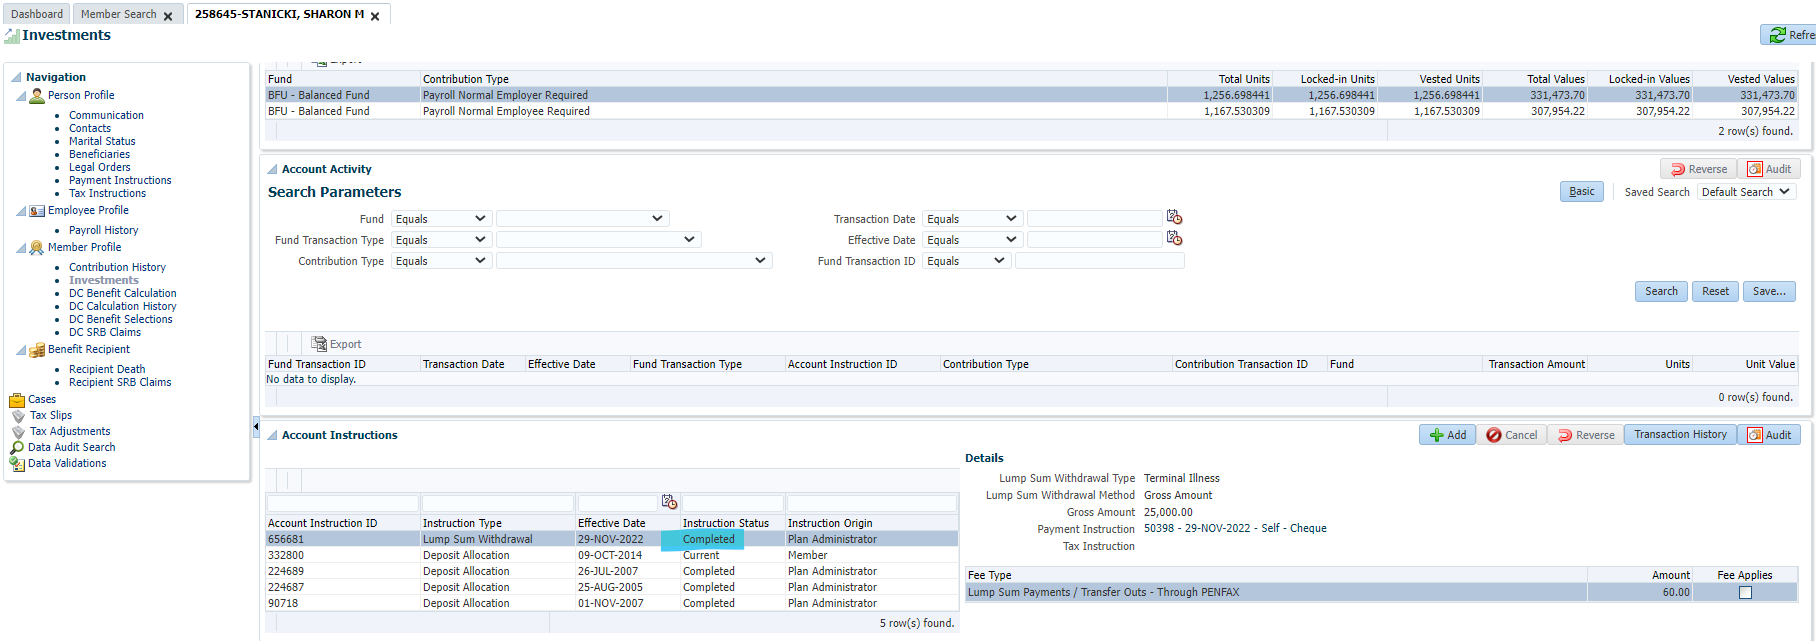 Dashboard Member Search 258645-STANICKI, SHARON M
Investments
Refre
Navigation
Person Profile
Communication
Contacts
Marital Status
Beneficiaries
Legal Orders
Payment Instructions
Tax Instructions
Employee Profile
Payroll History
Member Profile
Contribution History
Investments
DC Benefit Calculation
DC Calculation History
DC Benefit Selections
DC SRB Claims
Benefit Recipient
Recipient Death
Recipient SRB Claims
Cases
Tax Slips
Tax Adjustments
Data Audit Search
Data Validations
Fund Contribution Type Total Units Locked-in Units Vested Units Total Values Locked-in Values Vested Values
BFU - Balanced Fund Payroll Normal Employer Required 1,256.698441 1,256.698441 1,256.698441 331,473.70 331,473.70 331,473.70
BFU - Balanced Fund Payroll Normal Employee Required 1,167.530309 1,167.530309 1,167.530309 307,954.22 307,954.22 307,954.22
2 row(s) found.
Account Activity Reverse Audit
Search Parameters Basic Saved Search Default Search
Fund Equals Transaction Date Equals
Fund Transaction Type Equals Effective Date Equals
Contribution Type Equals Fund Transaction ID Equals
Search Reset Save...
Export
Fund Transaction ID Transaction Date Effective Date Fund Transaction Type Account Instruction ID Contribution Type Contribution Transaction ID Fund Transaction Amount Units Unit Value
No data to display.
0 row(s) found.
Account Instructions Add Cancel Reverse Transaction History Audit
Account Instruction ID Instruction Type Effective Date Instruction Status Instruction Origin
656681 Lump Sum Withdrawal 29-NOV-2022 Completed Plan Administrator
332800 Deposit Allocation 09-OCT-2014 Current Member
224689 Deposit Allocation 26-JUL-2007 Completed Plan Administrator
224687 Deposit Allocation 25-AUG-2005 Completed Plan Administrator
90718 Deposit Allocation 01-NOV-2007 Completed Plan Administrator
5 row(s) found.
Details
Lump Sum Withdrawal Type Terminal Illness
Lump Sum Withdrawal Method Gross Amount
Gross Amount 25,000.00
Payment Instruction 50398 - 29-NOV-2022 - Self - Cheque
Tax Instruction
Fee Type Amount Fee Applies
Lump Sum Payments / Transfer Outs - Through PENFAX 60.00